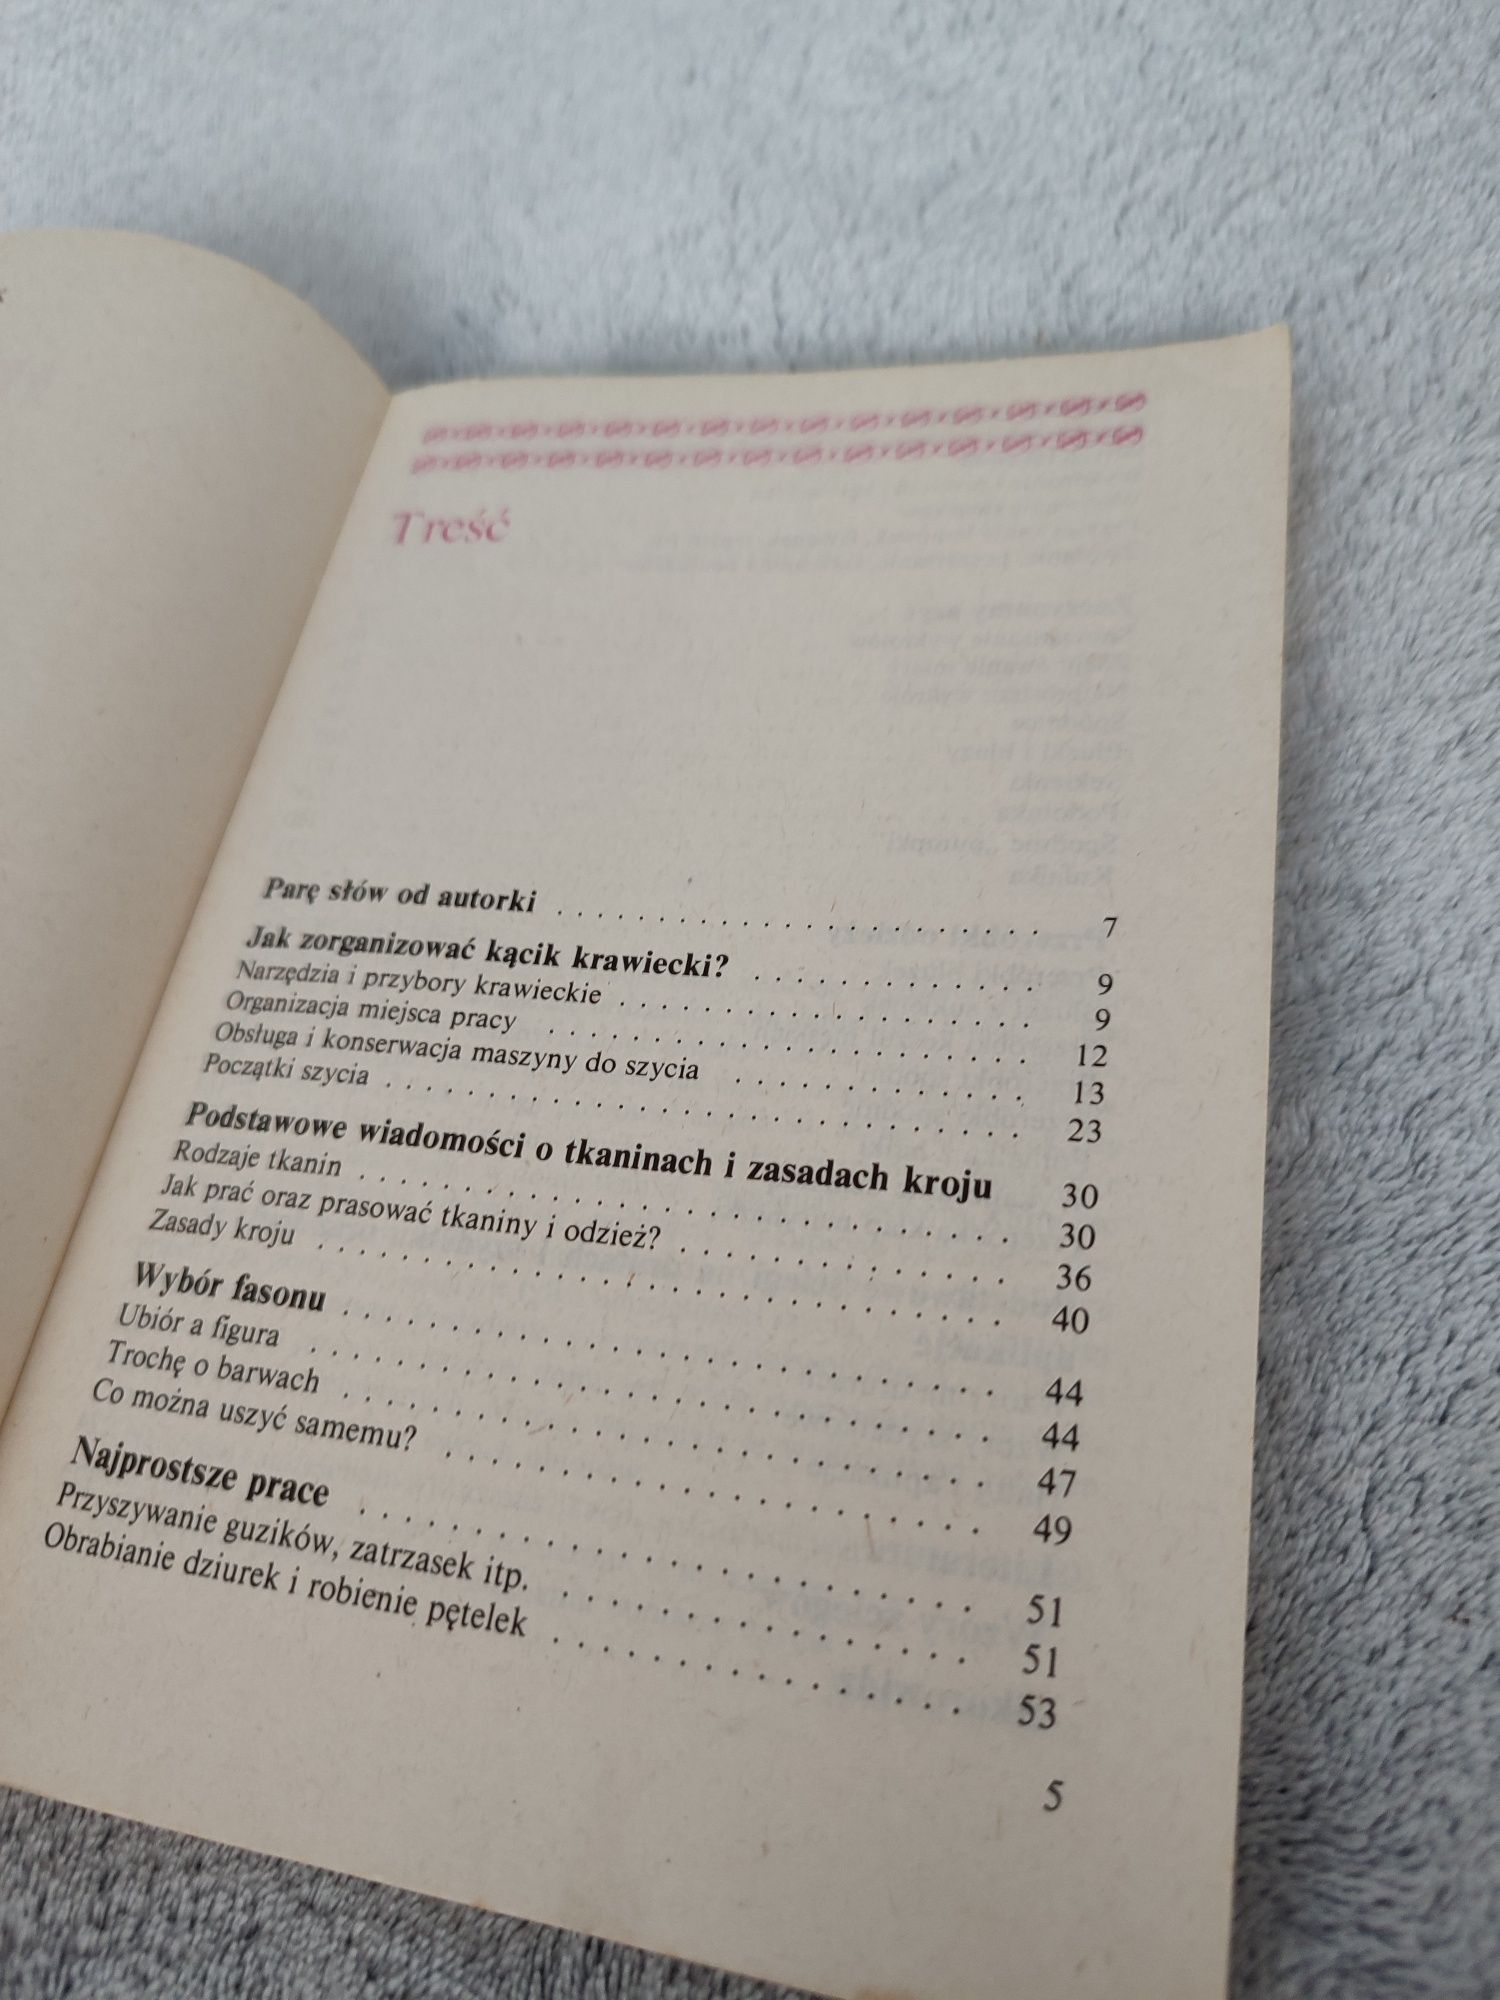 Treść
Parę słów od autorki . . . . . . . . . . . . . . . . . . 7
Jak zorganizować kącik krawiecki? . . . . . . . . . . . 9
Narzędzia i przybory krawieckie . . . . . . . . . . . . . . . . 9
Organizacja miejsca pracy . . . . . . . . . . . . . . . . . . 12
Obsługa i konserwacja maszyny do szycia . . . . . . . . . . . 13
Początki szycia . . . . . . . . . . . . . . . . . . . . . . . 23
Podstawowe wiadomości o tkaninach i zasadach kroju 30
Rodzaje tkanin . . . . . . . . . . . . . . . . . . . . . . . 30
Jak prać oraz prasować tkaniny i odzież? . . . . . . . . . . . . 36
Zasady kroju . . . . . . . . . . . . . . . . . . . . . . . . 40
Wybór fasonu . . . . . . . . . . . . . . . . . . . . . . . 44
Ubiór a figura . . . . . . . . . . . . . . . . . . . . . . . 44
Trochę o barwach . . . . . . . . . . . . . . . . . . . . . . 47
Co można uszyć samemu? . . . . . . . . . . . . . . . . . . 49
Najprostsze prace . . . . . . . . . . . . . . . . . . . . . 51
Przyszywanie guzików, zatrzasek itp. . . . . . . . . . . . . . . 51
Obrabianie dziurek i robienie pętelek . . . . . . . . . . . . . . 53
5